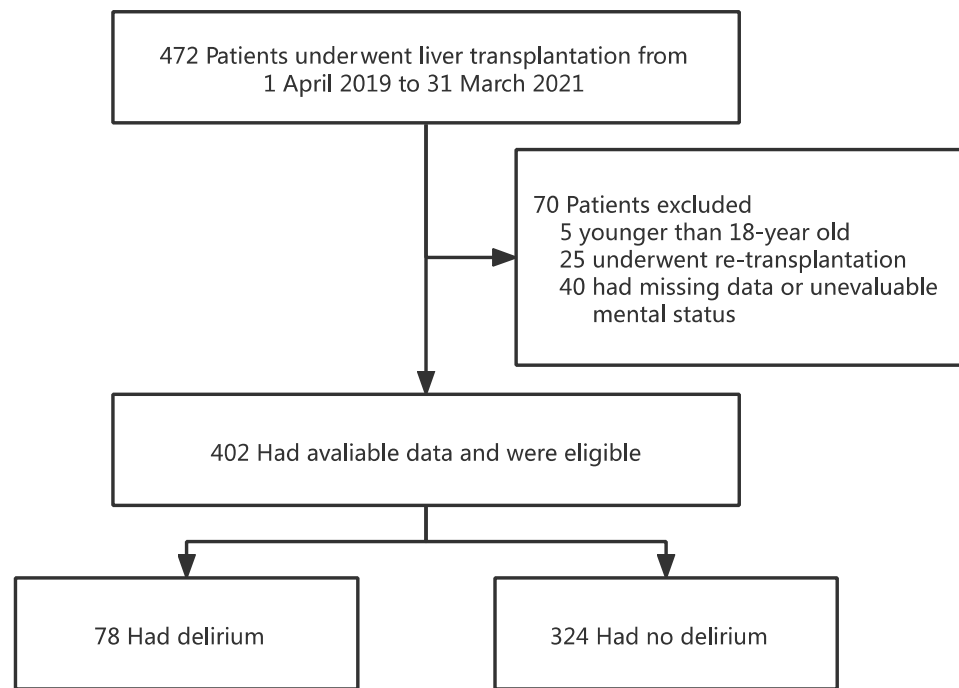 472 Patients underwent liver transplantation from
1 April 2019 to 31 March 2021
70 Patients excluded
5 younger than 18-year old
25 underwent re-transplantation
40 had missing data or unevaluable
mental status
402 Had avaliable data and were eligible
78 Had delirium
324 Had no delirium